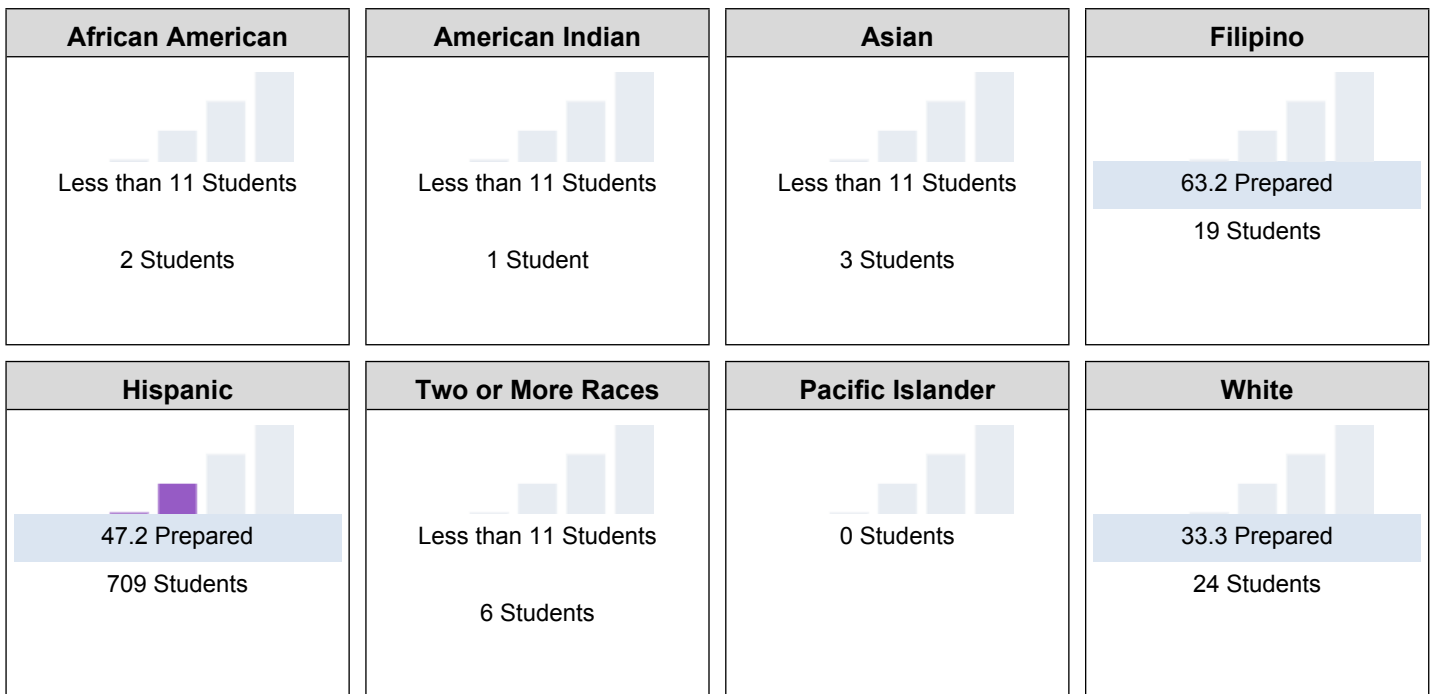 African American
Less than 11 Students
2 Students
American Indian
Less than 11 Students
1 Student
Asian
Less than 11 Students
3 Students
Filipino
63.2 Prepared
19 Students
Hispanic
47.2 Prepared
709 Students
Two or More Races
Less than 11 Students
6 Students
Pacific Islander
0 Students
White
33.3 Prepared
24 Students